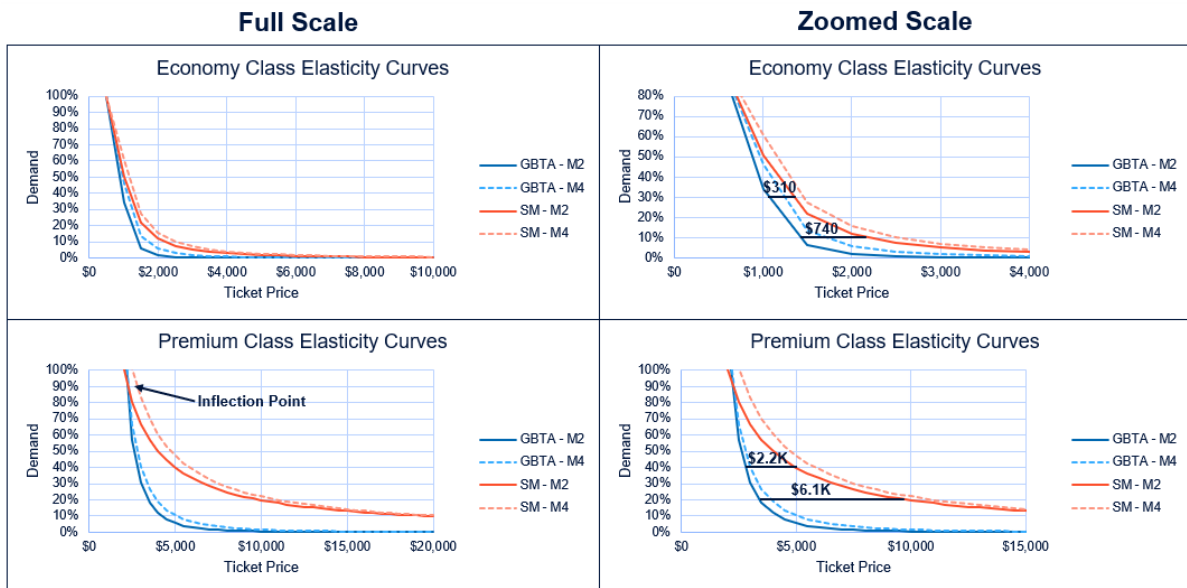 Full Scale
Zoomed Scale
Economy Class Elasticity Curves
100%
90%
80%
70%
60%
50%
40%
30%
20%
10%
0%
Demand
$0 $2,000 $4,000 $6,000 $8,000 $10,000
Ticket Price
GBTA - M2
GBTA - M4
SM - M2
SM - M4
Economy Class Elasticity Curves
80%
70%
60%
50%
40%
30%
20%
10%
0%
Demand
$310
$740
$0 $1,000 $2,000 $3,000 $4,000
Ticket Price
GBTA - M2
GBTA - M4
SM - M2
SM - M4
Premium Class Elasticity Curves
100%
90%
80%
70%
60%
50%
40%
30%
20%
10%
0%
Demand
Inflection Point
$0 $5,000 $10,000 $15,000 $20,000
Ticket Price
GBTA - M2
GBTA - M4
SM - M2
SM - M4
Premium Class Elasticity Curves
100%
90%
80%
70%
60%
50%
40%
30%
20%
10%
0%
Demand
$2.2K
$6.1K
$0 $5,000 $10,000 $15,000
Ticket Price
GBTA - M2
GBTA - M4
SM - M2
SM - M4